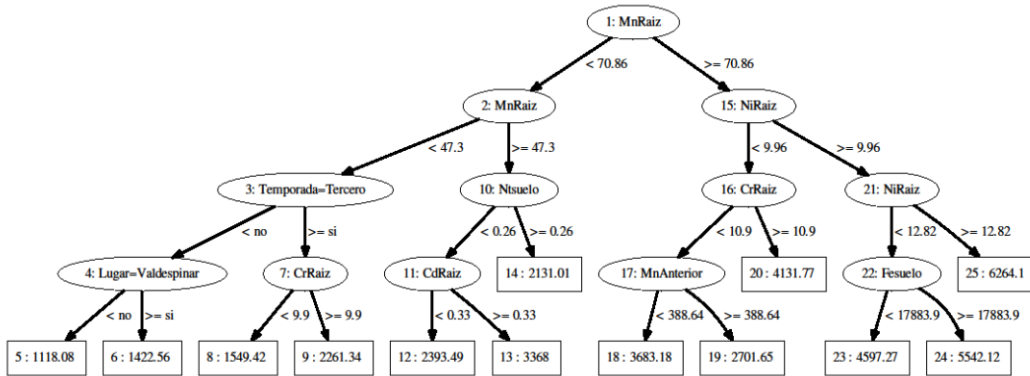 1: MnRaiz
< 70.86 >= 70.86
2: MnRaiz 15: NiRaiz
< 47.3 >= 47.3 < 9.96 >= 9.96
3: Temporada=Tercero 10: Ntsuelo 16: CrRaiz 21: NiRaiz
< no >= si < 0.26 >= 0.26 < 10.9 >= 10.9 < 12.82 >= 12.82
4: Lugar=Valdespinar 7: CrRaiz 11: CdRaiz 14 : 2131.01 17: MnAnterior 20 : 4131.77 22: Fesuelo 25 : 6264.1
< no >= si < 9.9 >= 9.9 < 0.33 >= 0.33 < 388.64 >= 388.64 < 17883.9 >= 17883.9
5 : 1118.08 6 : 1422.56 8 : 1549.42 9 : 2261.34 12 : 2393.49 13 : 3368 18 : 3683.18 19 : 2701.65 23 : 4597.27 24 : 5542.12